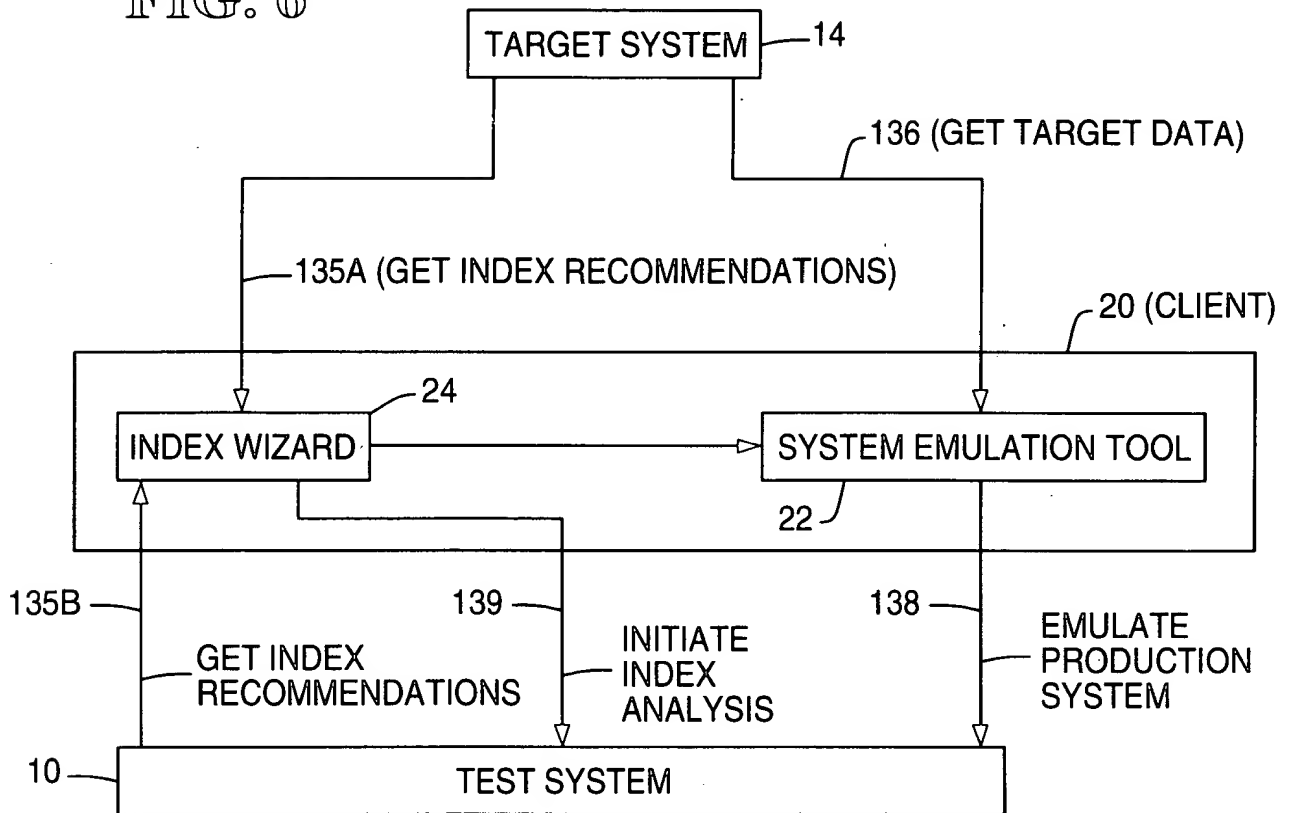 FIG. 6
TARGET SYSTEM
14
136 (GET TARGET DATA)
135A (GET INDEX RECOMMENDATIONS)
20 (CLIENT)
24
INDEX WIZARD
SYSTEM EMULATION TOOL
22
135B
139
138
GET INDEX
RECOMMENDATIONS
INITIATE
INDEX
ANALYSIS
EMULATE
PRODUCTION
SYSTEM
10
TEST SYSTEM